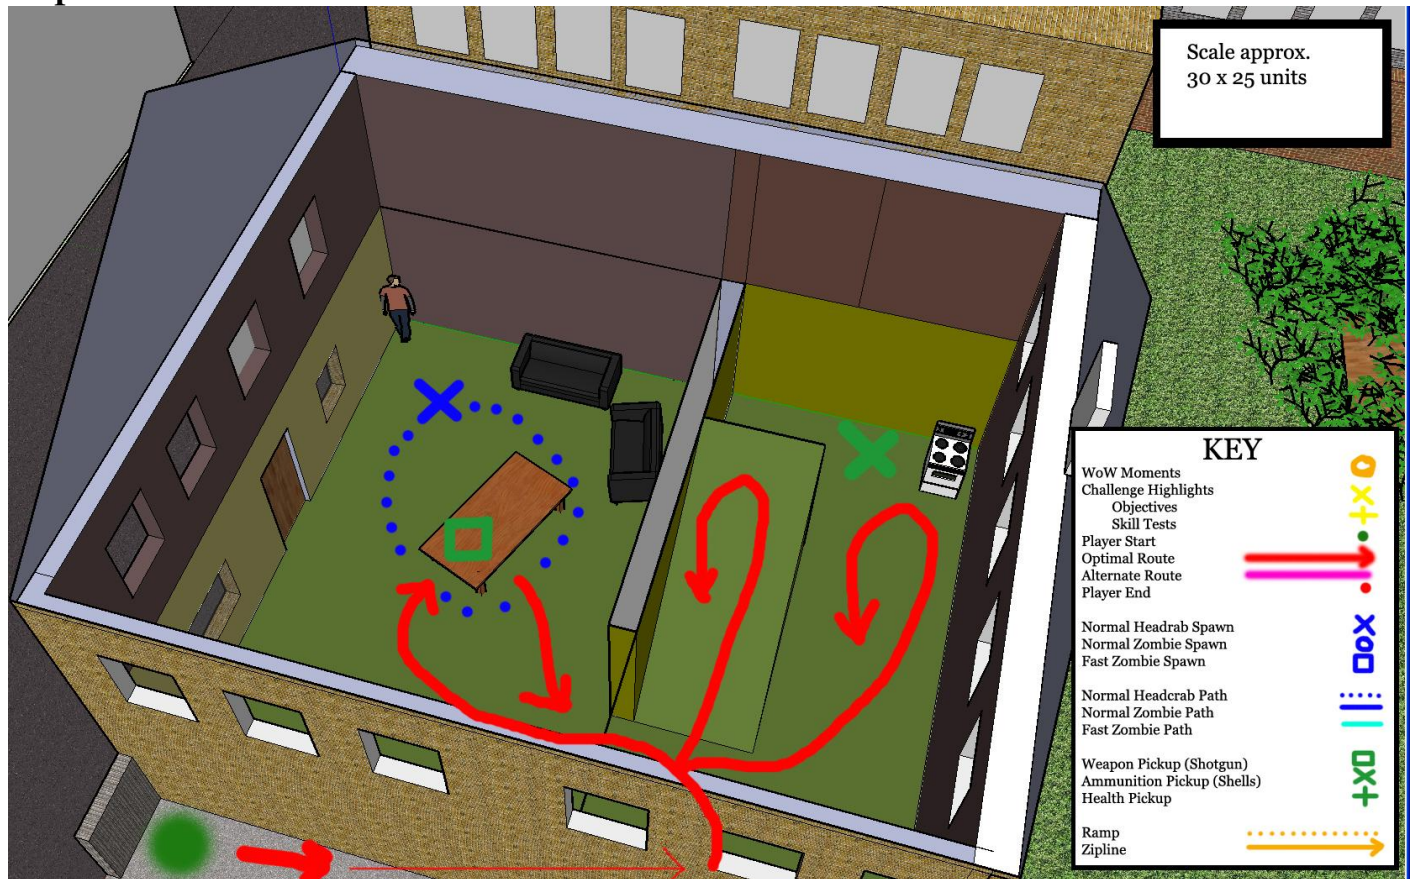 Scale approx.
30 x 25 units
KEY
WoW Moments
Challenge Highlights
Objectives
Skill Tests
Player Start
Optimal Route
Alternate Route
Player End
Normal Headrab Spawn
Normal Zombie Spawn
Fast Zombie Spawn
Normal Headcrab Path
Normal Zombie Path
Fast Zombie Path
Weapon Pickup (Shotgun)
Ammunition Pickup (Shells)
Health Pickup
Ramp
Zipline